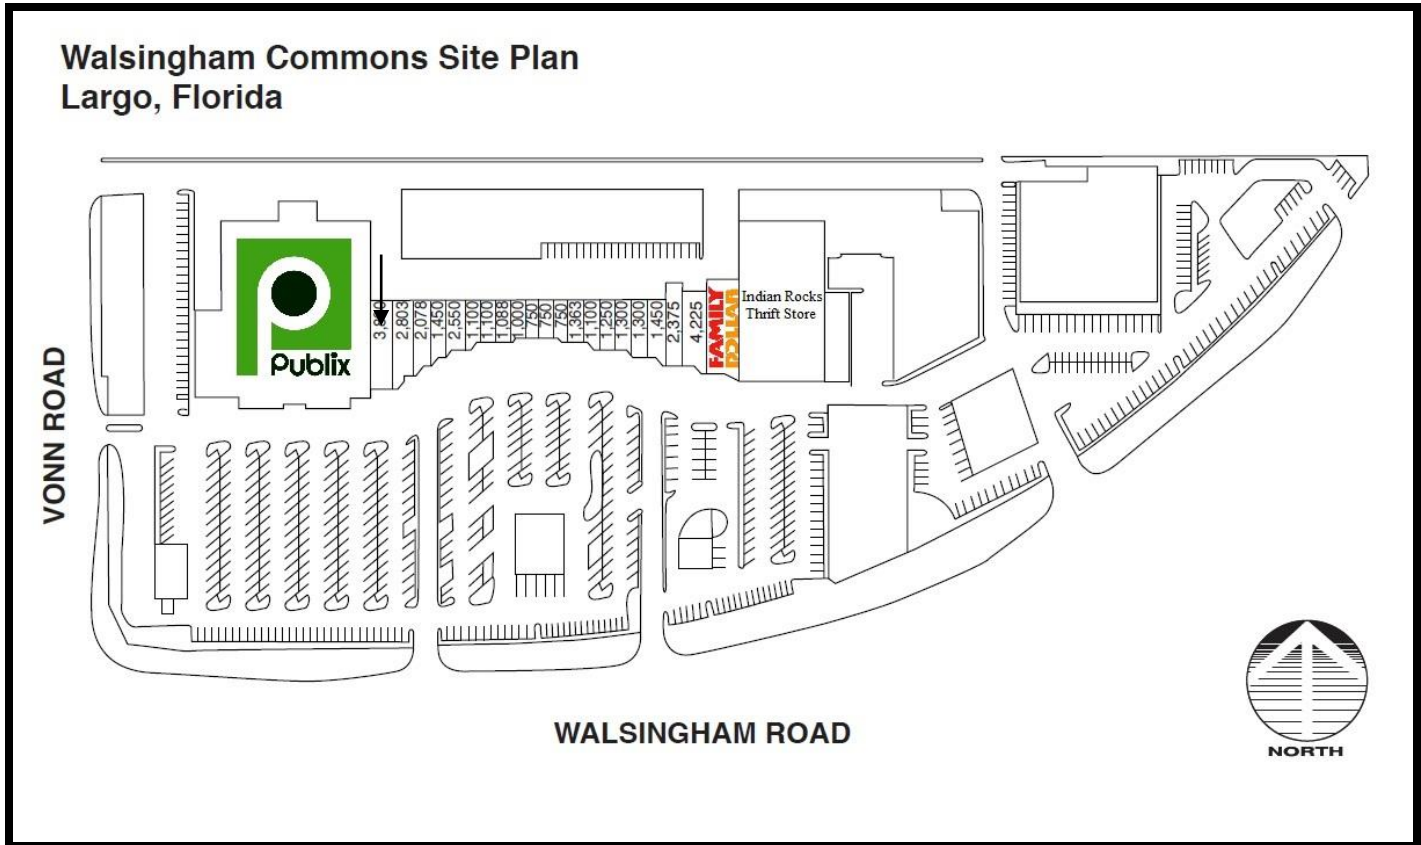 Walsingham Commons Site Plan
Largo, Florida
Publix
2,803
2,078
1,450
2,550
1,100
1,100
1,088
1,000
750
750
750
1,363
1,100
1,250
1,300
1,300
1,450
2,375
4,225
FAMILY
DOLLAR
Indian Rocks
Thrift Store
VONN ROAD
WALSINGHAM ROAD
NORTH